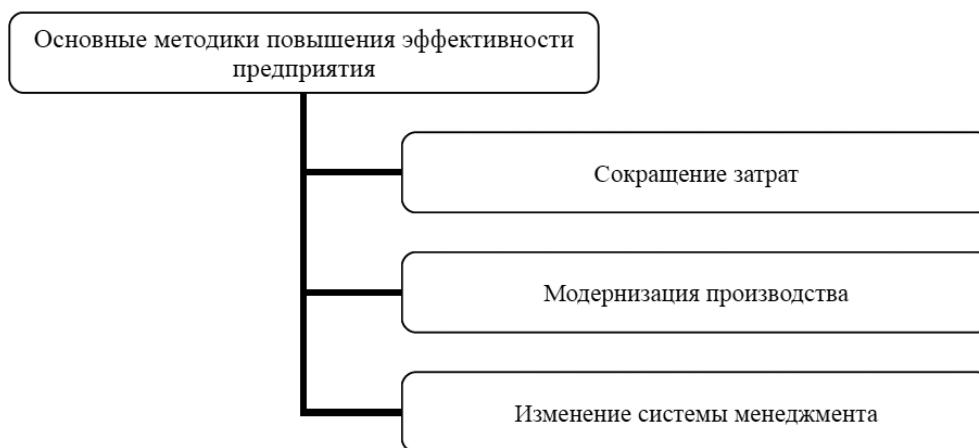 Основные методики повышения эффективности
предприятия
Сокращение затрат
Модернизация производства
Изменение системы менеджмента